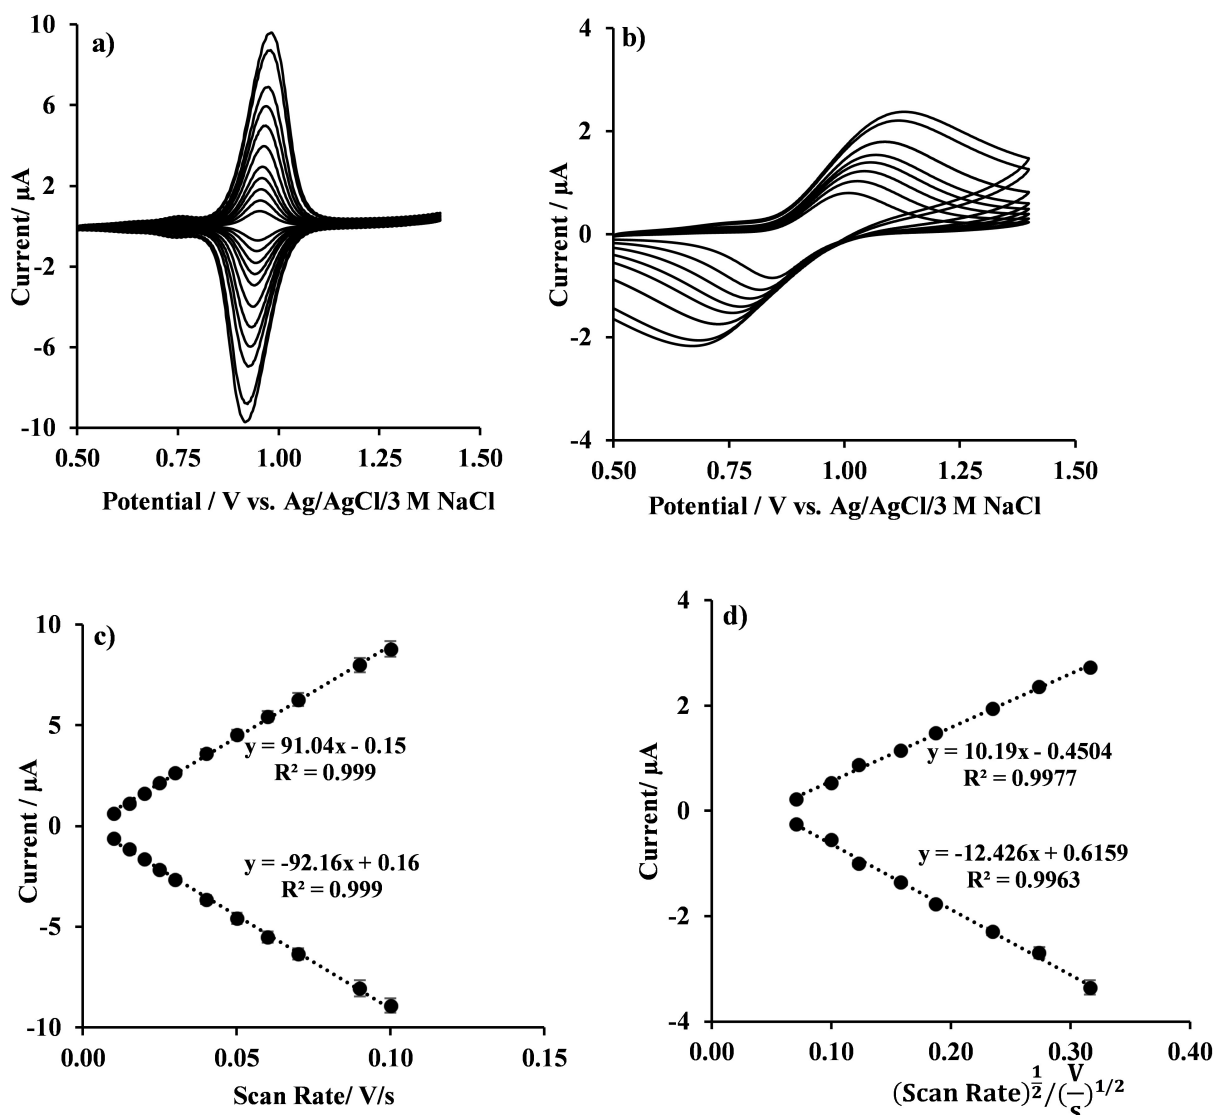 a)
10
6
2
-2
-6
-10
Current/ µA
0.50 0.75 1.00 1.25 1.50
Potential / V vs. Ag/AgCl/3 M NaCl
b)
4
2
0
-2
-4
Current / µA
0.50 0.75 1.00 1.25 1.50
Potential / V vs. Ag/AgCl/3 M NaCl
c)
10
5
0
-5
-10
Current / µA
y = 91.04x - 0.15
R² = 0.999
y = -92.16x + 0.16
R² = 0.999
0.00 0.05 0.10 0.15
Scan Rate/ V/s
d)
4
2
0
-2
-4
Current/ µA
y = 10.19x - 0.4504
R² = 0.9977
y = -12.426x + 0.6159
R² = 0.9963
0.00 0.10 0.20 0.30 0.40
(Scan Rate)^½/(V/s)^1/2